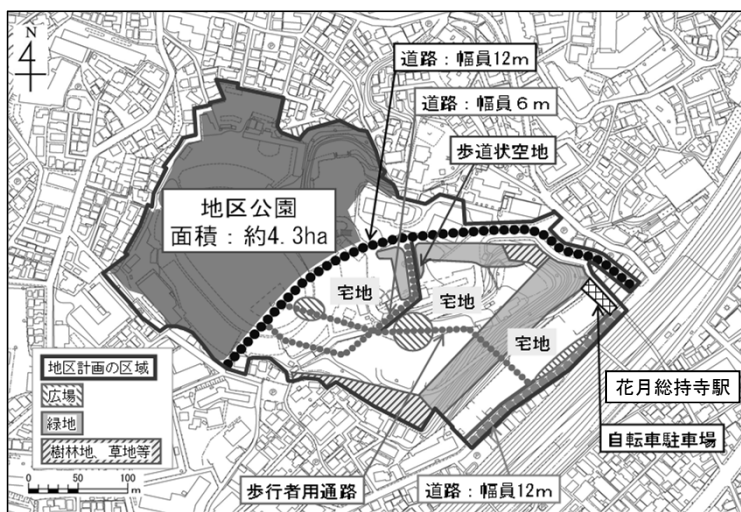 N
道路：幅員12ｍ
道路：幅員６ｍ
歩道状空地
地区公園
面積：約4.3ha
宅地
宅地
宅地
地区計画の区域
広場
緑地
樹林地、草地等
0
50
100
m
花月総持寺駅
自転車駐車場
歩行者用通路
道路：幅員12ｍ